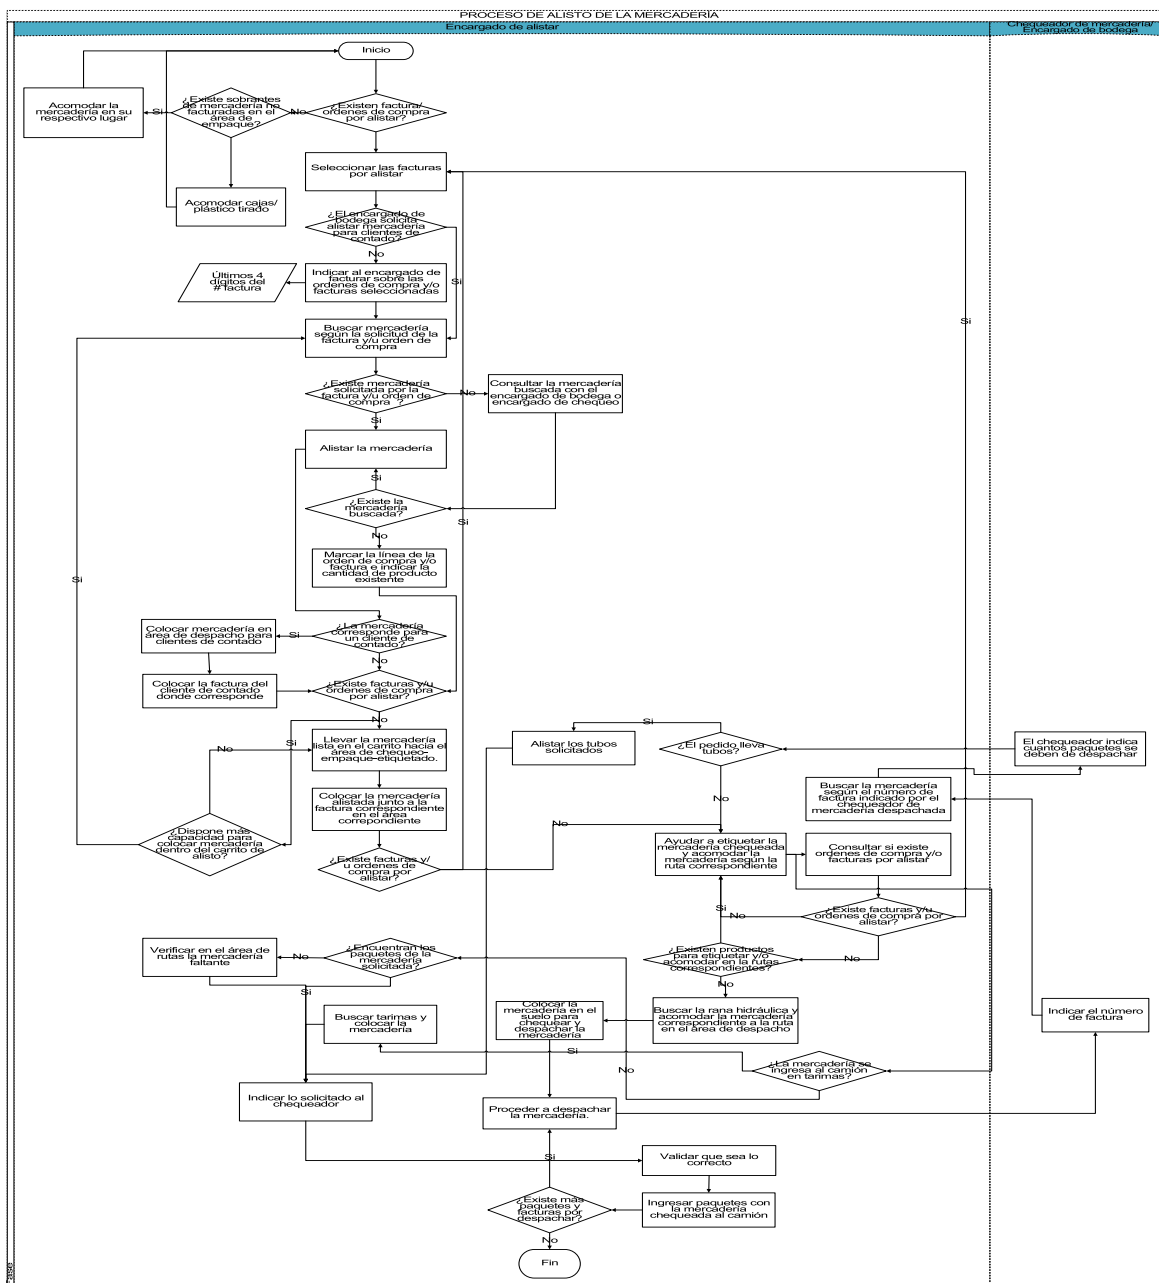 PROCESO DE ALISTO DE LA MERCADERÍA
Encargado de alistar
Chequeador de mercadería/
Encargado de bodega
Inicio
Acomodar la
mercadería en su
respectivo lugar
Si
¿Existe sobrantes
de mercadería no
facturadas en el
área de
empaque?
No
¿Existen factura/
ordenes de compra
por alistar?
Seleccionar las facturas
por alistar
Acomodar cajas/
plástico tirado
¿El encargado de
bodega solicita
alistar mercadería
para clientes de
contado?
No
Si
Últimos 4
dígitos del
# factura
Indicar al encargado de
facturar sobre las
ordenes de compra y/o
facturas seleccionadas
Si
Buscar mercadería
según la solicitud de la
factura y/u orden de
compra
¿Existe mercadería
solicitada por la
factura y/u orden de
compra ?
No
Consultar la mercadería
buscada con el
encargado de bodega o
encargado de chequeo
Si
Alistar la mercadería
Si
¿Existe la
mercadería
buscada?
Si
No
Marcar la línea de la
orden de compra y/o
factura e indicar la
cantidad de producto
existente
Si
Colocar mercadería en
área de despacho para
clientes de contado
Si
¿La mercadería
corresponde para
un cliente de
contado?
No
Colocar la factura del
cliente de contado
donde corresponde
¿Existe facturas y/u
ordenes de compra
por alistar?
No
Si
No
Llevar la mercadería
lista en el carrito hacia el
área de chequeo-
empaque-etiquetado.
Si
Alistar los tubos
solicitados
¿El pedido lleva
tubos?
El chequeador indica
cuantos paquetes se
deben de despachar
Colocar la mercadería
alistada junto a la
factura correspondiente
en el área
correpondiente
No
Buscar la mercadería
según el número de
factura indicado por el
chequeador de
mercadería despachada
¿Dispone más
capacidad para
colocar mercadería
dentro del carrito de
alisto?
No
¿Existe facturas y/
u ordenes de
compra por
alistar?
Ayudar a etiquetar la
mercadería chequeada
y acomodar la
mercadería según la
ruta correspondiente
Consultar si existe
ordenes de compra y/o
facturas por alistar
Si
No
¿Existe facturas y/u
ordenes de compra por
alistar?
Verificar en el área de
rutas la mercadería
faltante
No
¿Encuentran los
paquetes de la
mercadería
solicitada?
¿Existen productos
para etiquetar y/o
acomodar en la rutas
correspondientes?
No
Si
No
Buscar tarimas y
colocar la
mercadería
Colocar la
mercadería en el
suelo para
chequear y
despachar la
mercadería
Buscar la rana hidráulica y
acomodar la mercadería
correspondiente a la ruta
en el área de despacho
Indicar el número
de factura
Si
No
¿La mercadería se
ingresa al camión
en tarimas?
Indicar lo solicitado al
chequeador
Proceder a despachar
la mercadería.
Si
Validar que sea lo
correcto
¿Existe más
paquetes y
facturas por
despachar?
Ingresar paquetes con
la mercadería
chequeada al camión
No
Fin